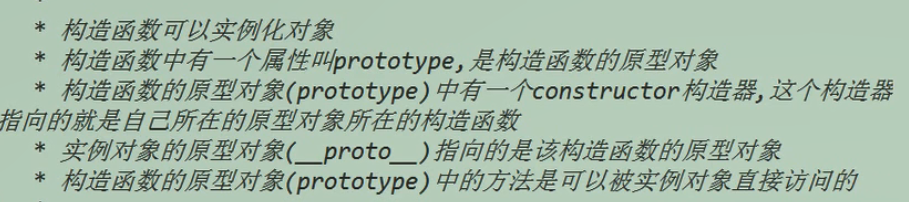 * 构造函数可以实例化对象
* 构造函数中有一个属性叫prototype,是构造函数的原型对象
* 构造函数的原型对象(prototype)中有一个constructor构造器,这个构造器
指向的就是自己所在的原型对象所在的构造函数
* 实例对象的原型对象(__proto__)指向的是该构造函数的原型对象
* 构造函数的原型对象(prototype)中的方法是可以被实例对象直接访问的